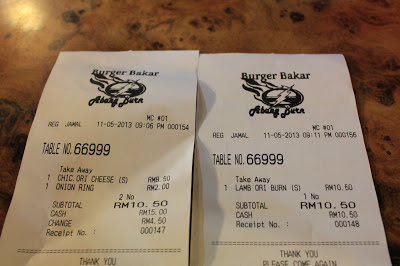 Burger Bakar
Abang Burn
MC #01
REG JAMAL 11-05-2013 09:06 PM 000154
TABLE NO. 66999
Take Away
1 CHIC.ORI CHEESE (S) RM8.50
1 ONION RING RM2.00
2 No
SUBTOTAL RM10.50
CASH RM15.00
CHANGE RM4.50
Receipt No.: 000147
THANK YOU
Burger Bakar
Abang Burn
MC #01
REG JAMAL 11-05-2013 09:11 PM 000156
TABLE NO. 66999
Take Away
1 LAMB ORI BURN (S) RM10.50
1 No
SUBTOTAL RM10.50
CASH RM10.50
Receipt No.: 000148
THANK YOU
PLEASE COME AGAIN